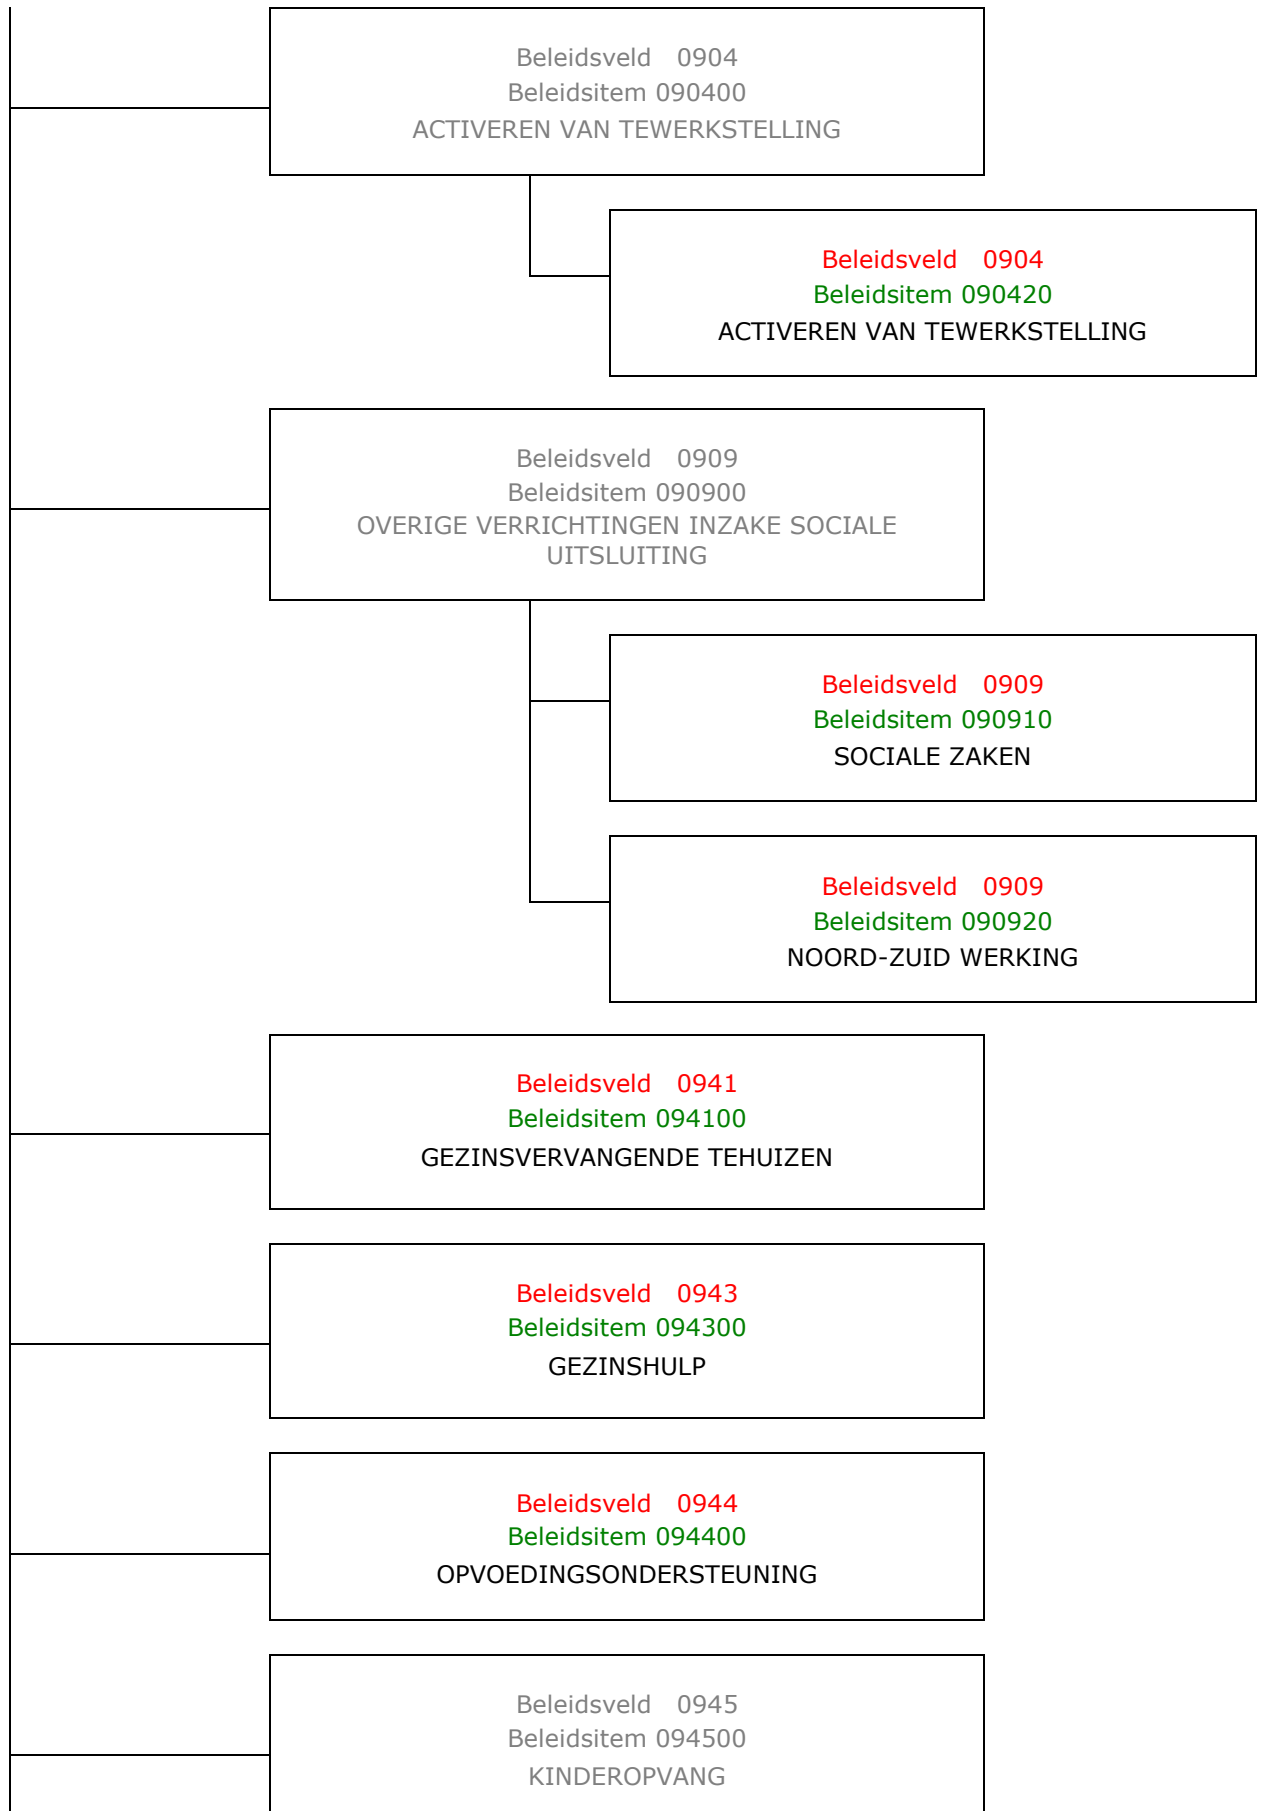 Beleidsveld 0904
Beleidsitem 090400
ACTIVEREN VAN TEWERKSTELLING
Beleidsveld 0904
Beleidsitem 090420
ACTIVEREN VAN TEWERKSTELLING
Beleidsveld 0909
Beleidsitem 090900
OVERIGE VERRICHTINGEN INZAKE SOCIALE
UITSLUITING
Beleidsveld 0909
Beleidsitem 090910
SOCIALE ZAKEN
Beleidsveld 0909
Beleidsitem 090920
NOORD-ZUID WERKING
Beleidsveld 0941
Beleidsitem 094100
GEZINSVERVANGENDE TEHUIZEN
Beleidsveld 0943
Beleidsitem 094300
GEZINSHULP
Beleidsveld 0944
Beleidsitem 094400
OPVOEDINGSONDERSTEUNING
Beleidsveld 0945
Beleidsitem 094500
KINDEROPVANG